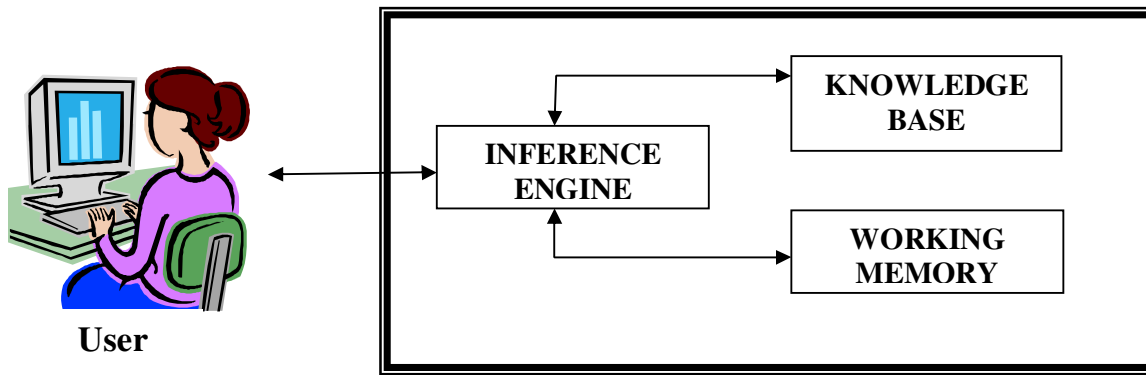 KNOWLEDGE
BASE
INFERENCE
ENGINE
WORKING
MEMORY
User